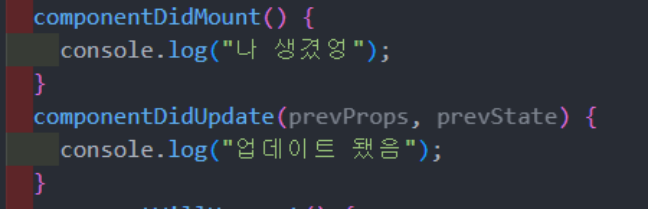 componentDidMount() {
console.log("나 생겼엉");
}
componentDidUpdate(prevProps, prevState) {
console.log("업데이트 됐음");
}